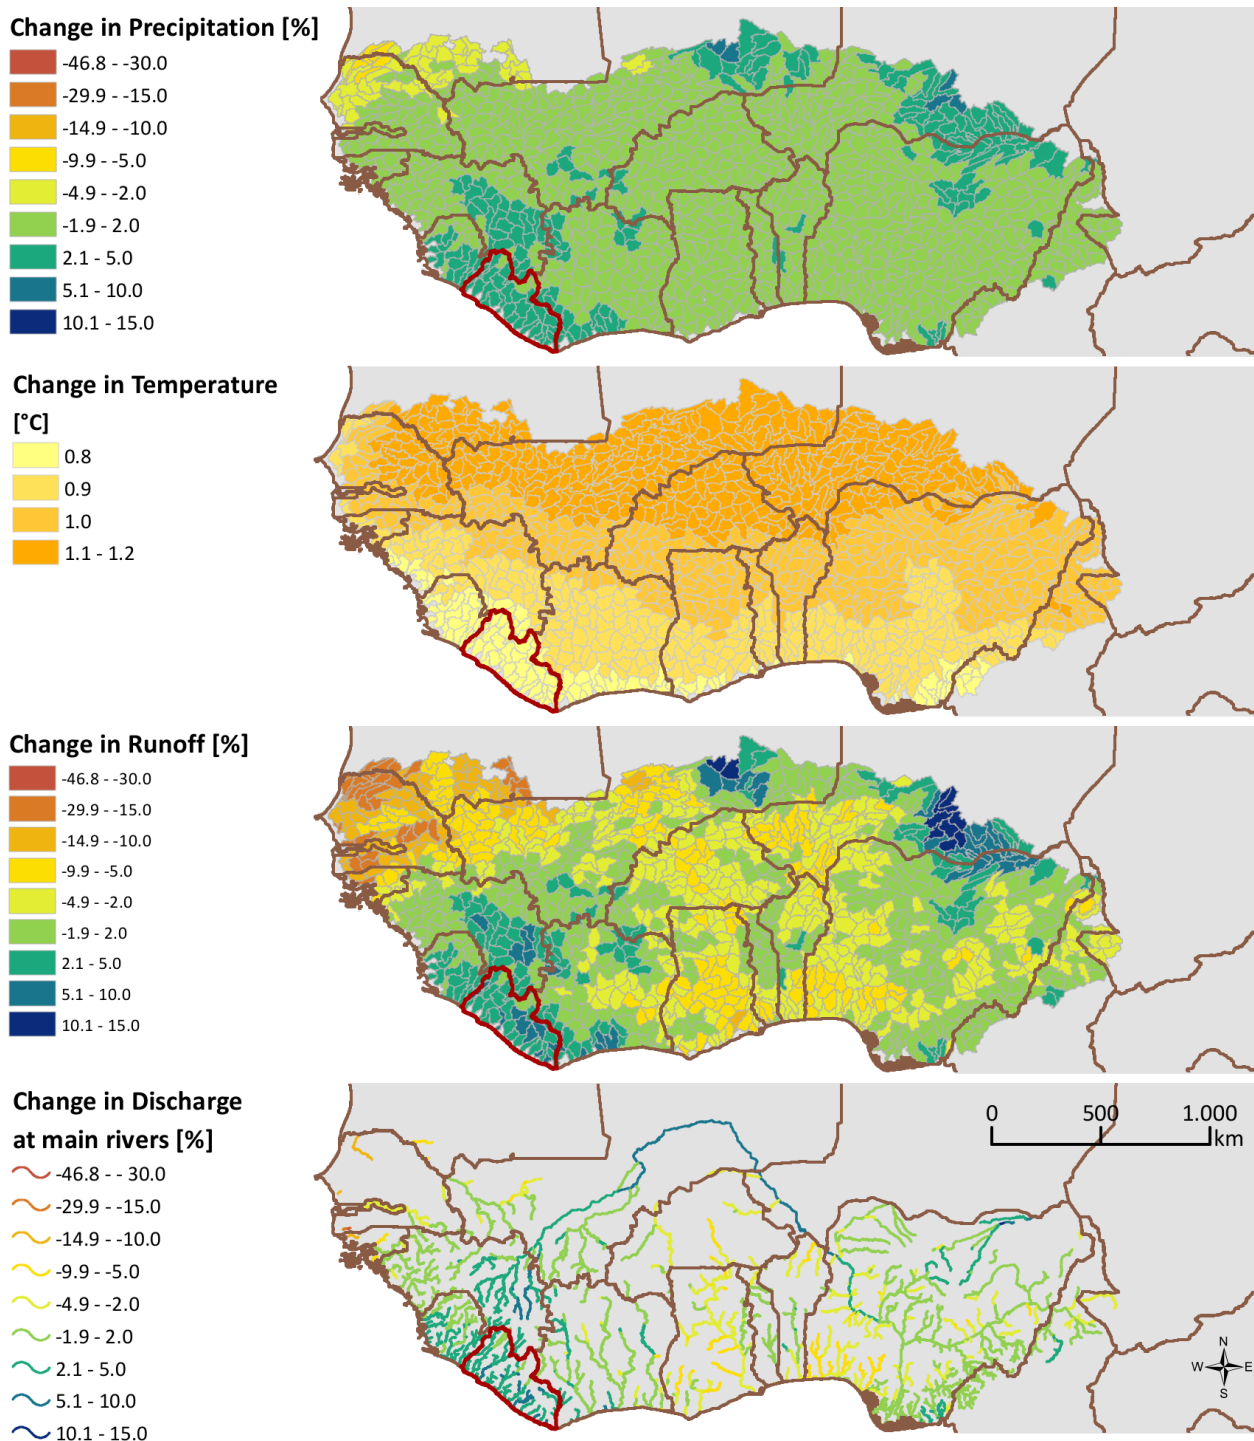 Change in Precipitation [%]
-46.8 - -30.0
-29.9 - -15.0
-14.9 - -10.0
-9.9 - -5.0
-4.9 - -2.0
-1.9 - 2.0
2.1 - 5.0
5.1 - 10.0
10.1 - 15.0
Change in Temperature
[°C]
0.8
0.9
1.0
1.1 - 1.2
Change in Runoff [%]
-46.8 - -30.0
-29.9 - -15.0
-14.9 - -10.0
-9.9 - -5.0
-4.9 - -2.0
-1.9 - 2.0
2.1 - 5.0
5.1 - 10.0
10.1 - 15.0
Change in Discharge
at main rivers [%]
-46.8 - - 30.0
-29.9 - -15.0
-14.9 - -10.0
-9.9 - -5.0
-4.9 - -2.0
-1.9 - 2.0
2.1 - 5.0
5.1 - 10.0
10.1 - 15.0
0 500 1.000
km
N
W E
S